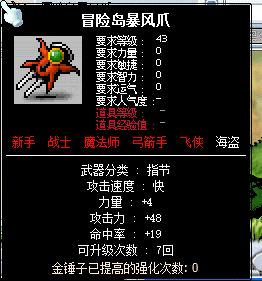 冒险岛暴风爪
要求等级： 43
要求力量： 0
要求敏捷： 0
要求智力： 0
要求运气： 0
要求人气度： -
道具等级： -
道具经验值： -
新手 战士 魔法师 弓箭手 飞侠 海盗
武器分类 ： 指节
攻击速度 ： 快
力量 ： +4
攻击力 ： +48
命中率 ： +19
可升级次数 ： 7回
金锤子已提高的强化次数: 0